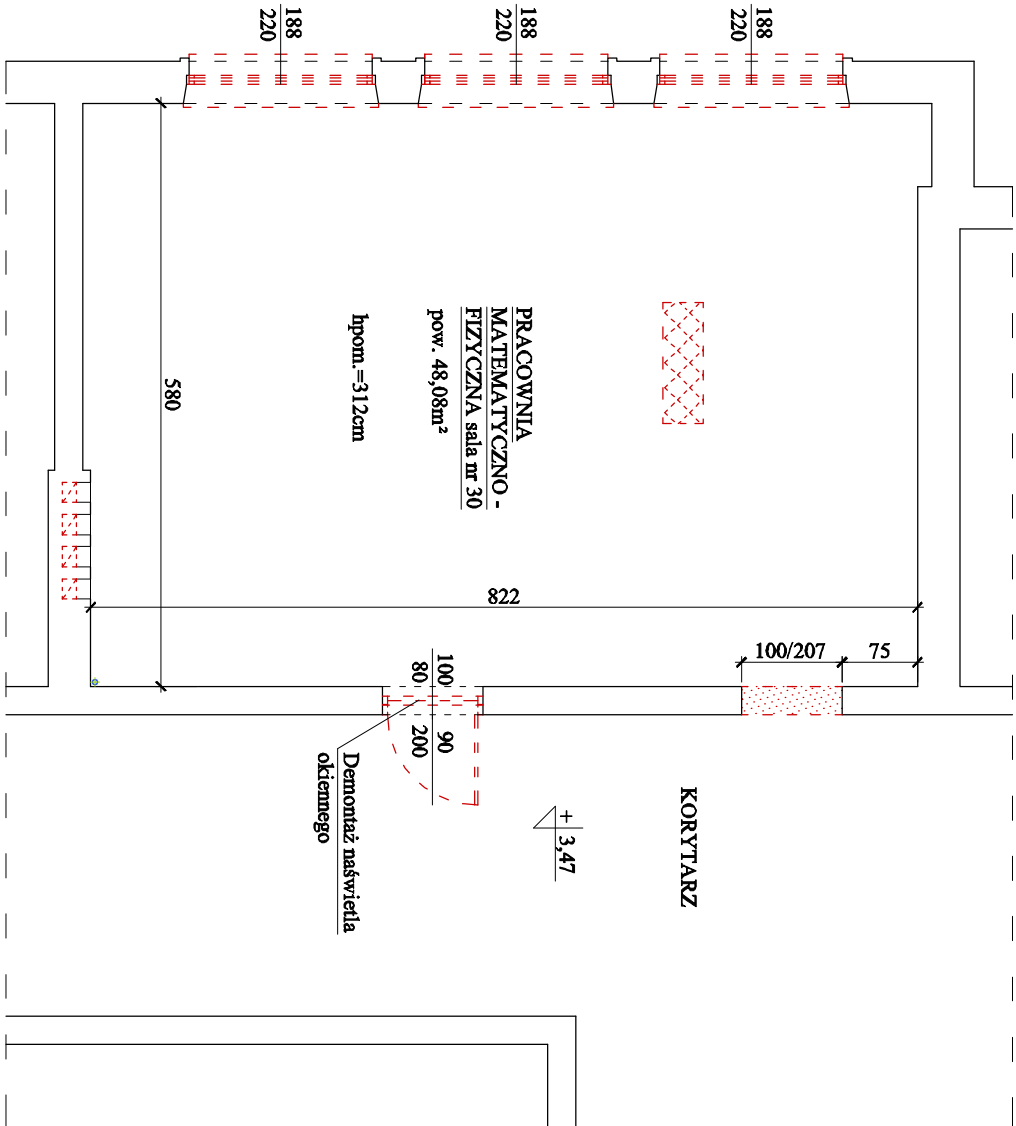 188
220
188
220
188
220
PRACOWNIA
MATEMATYCZNO -
FIZYCZNA sala nr 30
pow. 48,08m²
hpom.=312cm
580
822
100/207
75
100
80
90
200
Demontaż naświetla
okiennego
+ 3,47
KORYTARZ